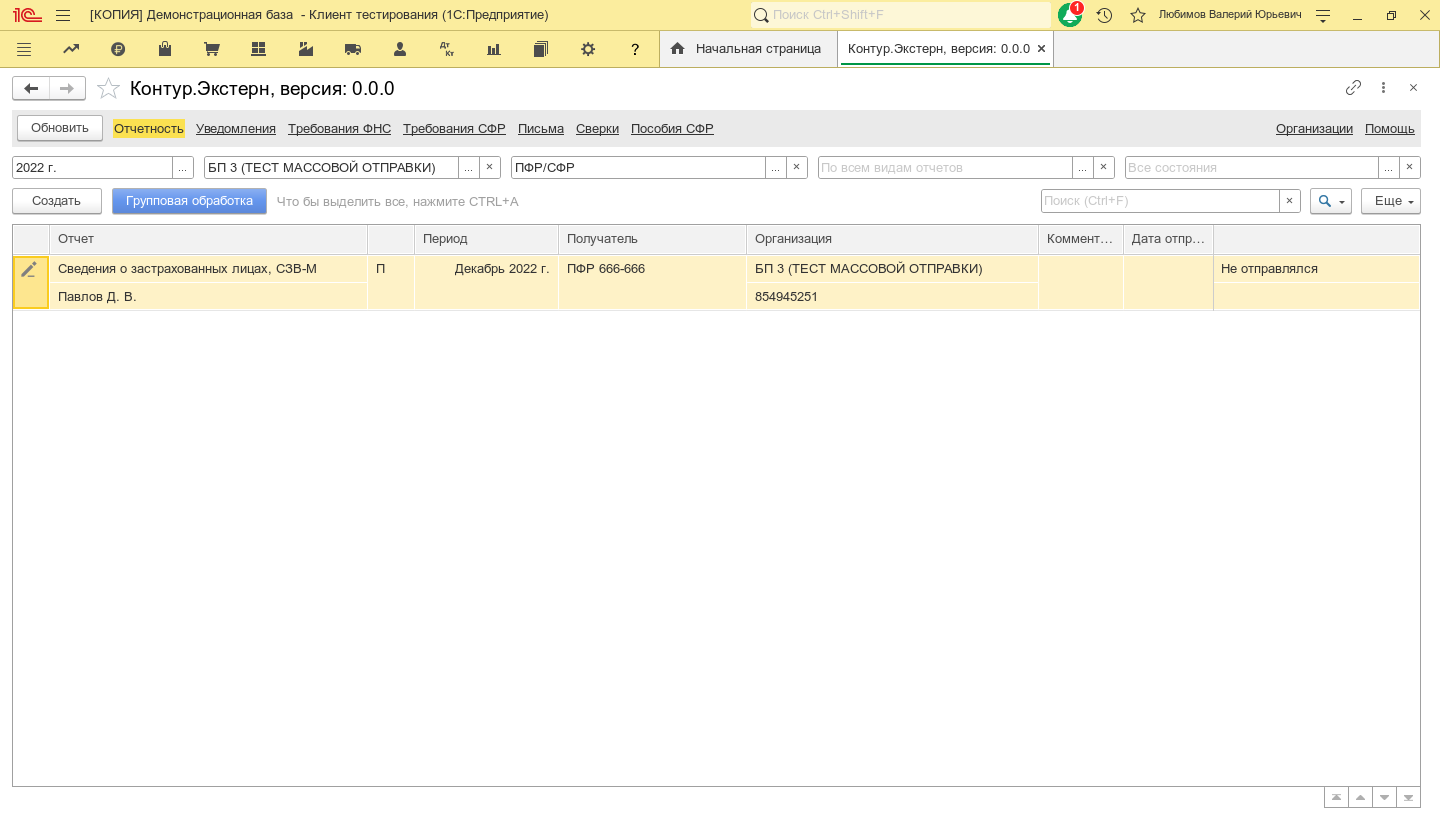 [КОПИЯ] Демонстрационная база - Клиент тестирования (1С:Предприятие)
Поиск Ctrl+Shift+F
1
Любимов Валерий Юрьевич
Дт Кт
?
Начальная страница
Контур.Экстерн, версия: 0.0.0
Контур.Экстерн, версия: 0.0.0
Обновить
Отчетность
Уведомления
Требования ФНС
Требования СФР
Письма
Сверки
Пособия СФР
Организации
Помощь
2022 г.
...
БП 3 (ТЕСТ МАССОВОЙ ОТПРАВКИ)
...
ПФР/СФР
...
По всем видам отчетов
...
Все состояния
...
Создать
Групповая обработка
Что бы выделить все, нажмите CTRL+A
Поиск (Ctrl+F)
Еще
Отчет
Период
Получатель
Организация
Коммент...
Дата отпр...
Сведения о застрахованных лицах, СЗВ-М
П
Декабрь 2022 г.
ПФР 666-666
БП 3 (ТЕСТ МАССОВОЙ ОТПРАВКИ)
Не отправлялся
Павлов Д. В.
854945251